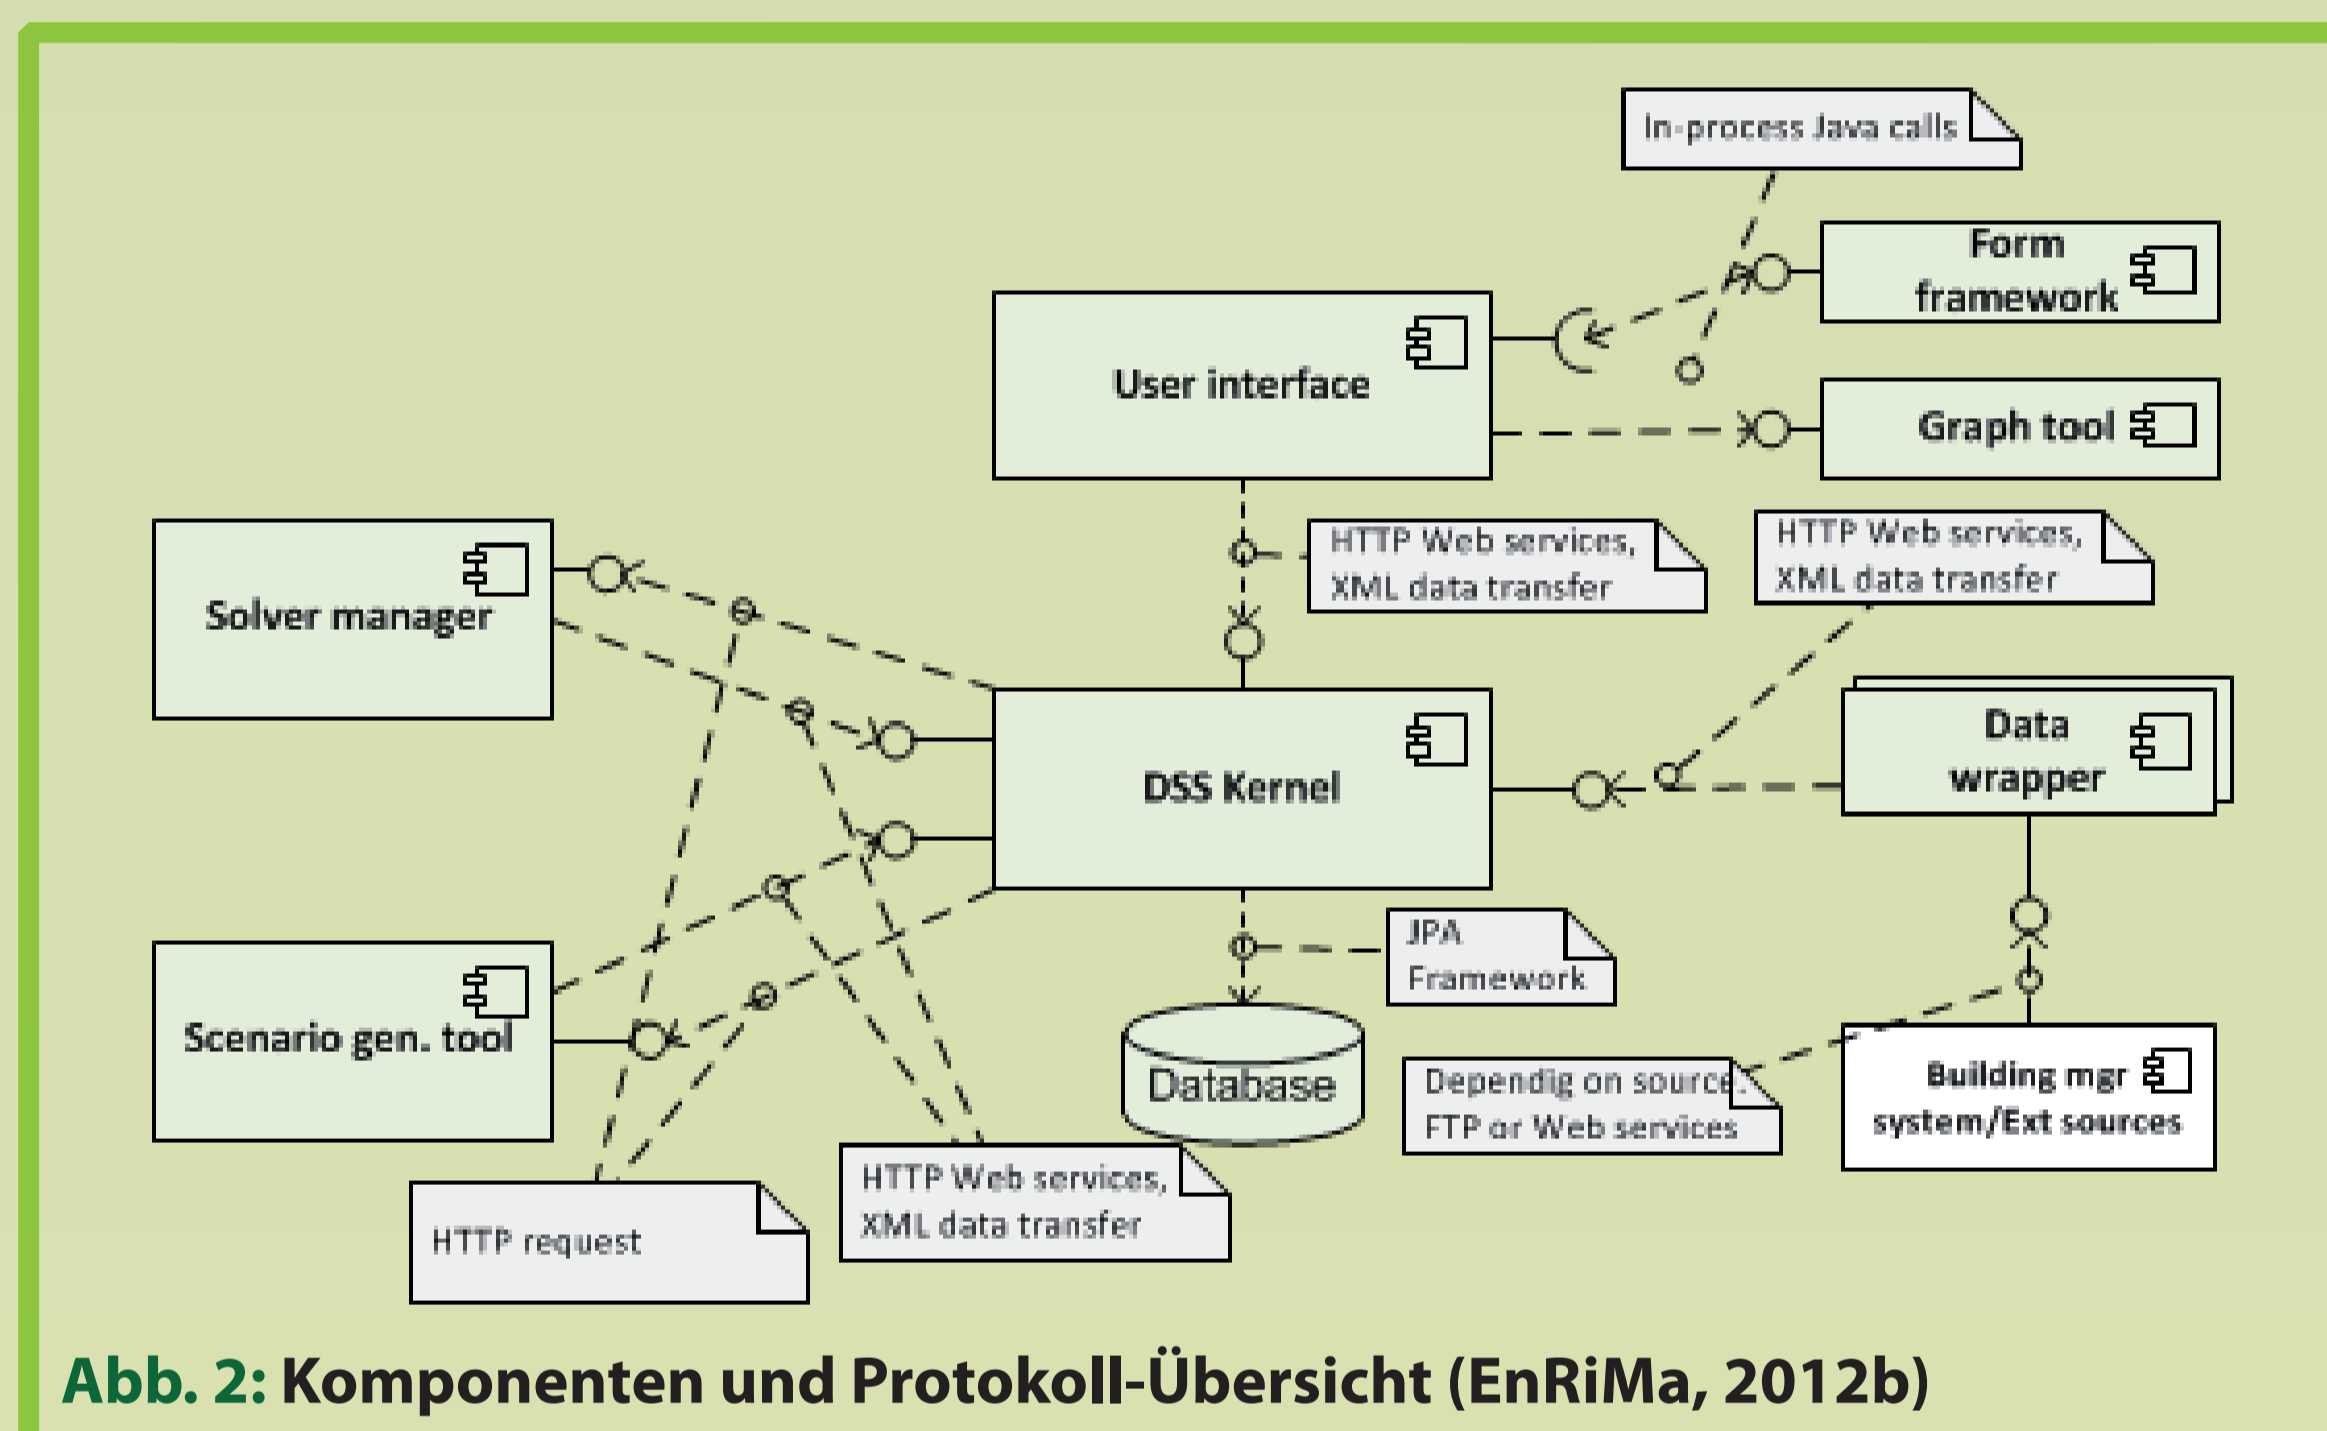 In-process Java calls
Form
framework
User interface
Graph tool
HTTP Web services,
XML data transfer
HTTP Web services,
XML data transfer
Solver manager
Data
wrapper
DSS Kernel
JPA
Framework
Scenario gen. tool
Database
Dependig on source.
FTP or Web services
Building mgr
system/Ext sources
HTTP Web services,
XML data transfer
HTTP request
Abb. 2: Komponenten und Protokoll-Übersicht (EnRiMa, 2012b)